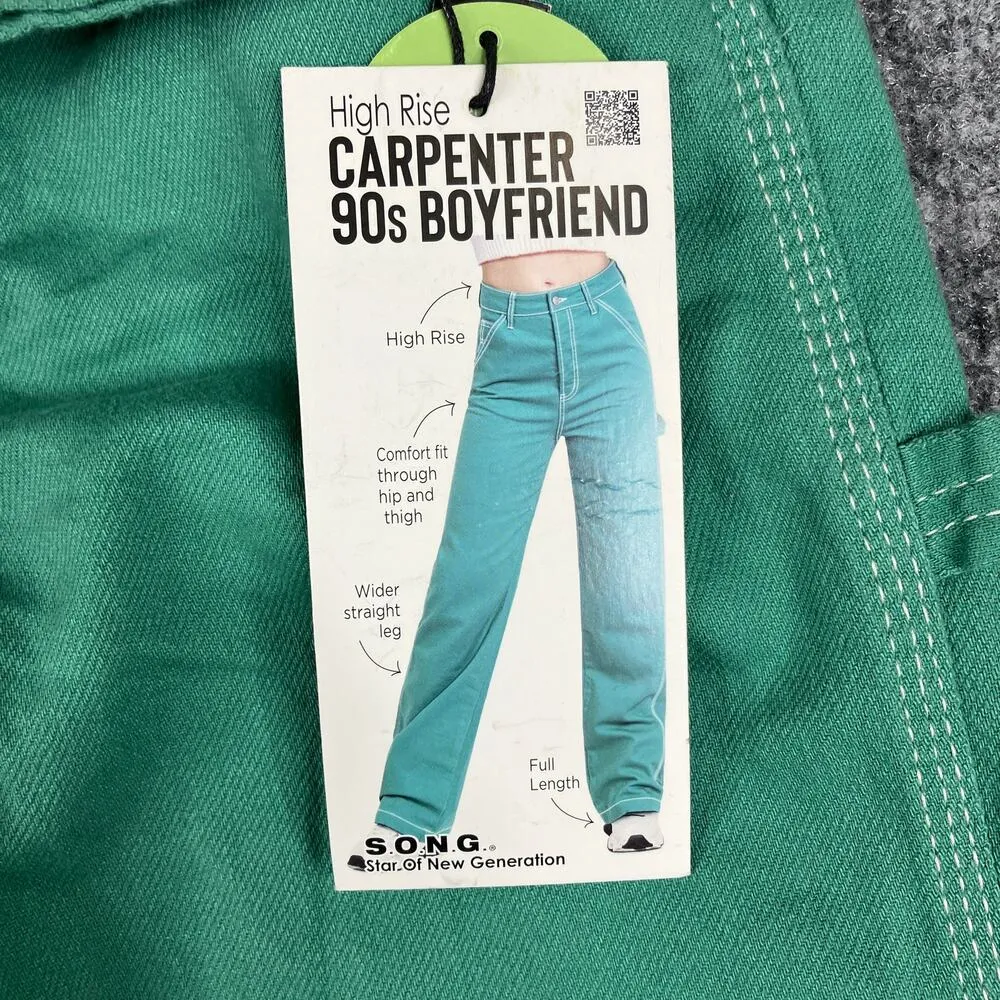 High Rise
CARPENTER
90s BOYFRIEND
High Rise
Comfort fit
through
hip and
thigh
Wider
straight
leg
Full
Length
S.O.N.G.®
Star Of New Generation